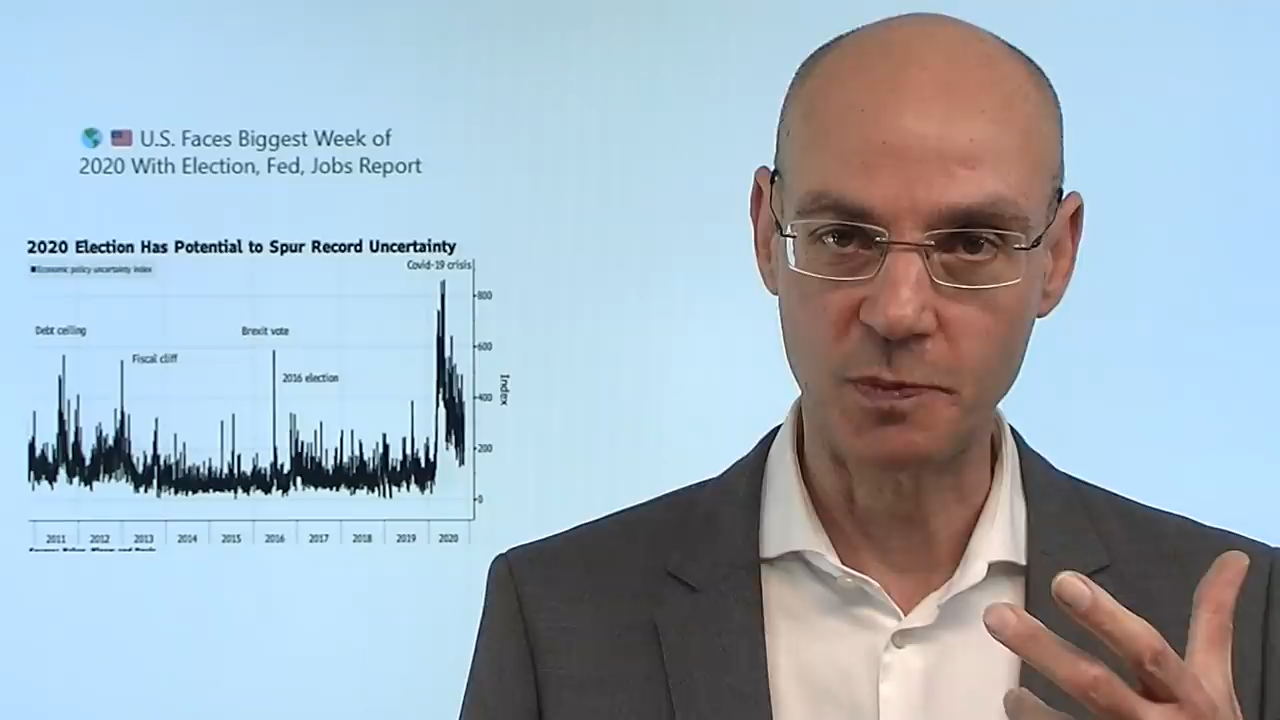 U.S. Faces Biggest Week of
2020 With Election, Fed, Jobs Report
2020 Election Has Potential to Spur Record Uncertainty
Economic policy uncertainty index
Covid-19 crisis
800
Debt ceiling
Brexit vote
600
Fiscal cliff
2016 election
400
Index
200
0
2011 2012 2013 2014 2015 2016 2017 2018 2019 2020